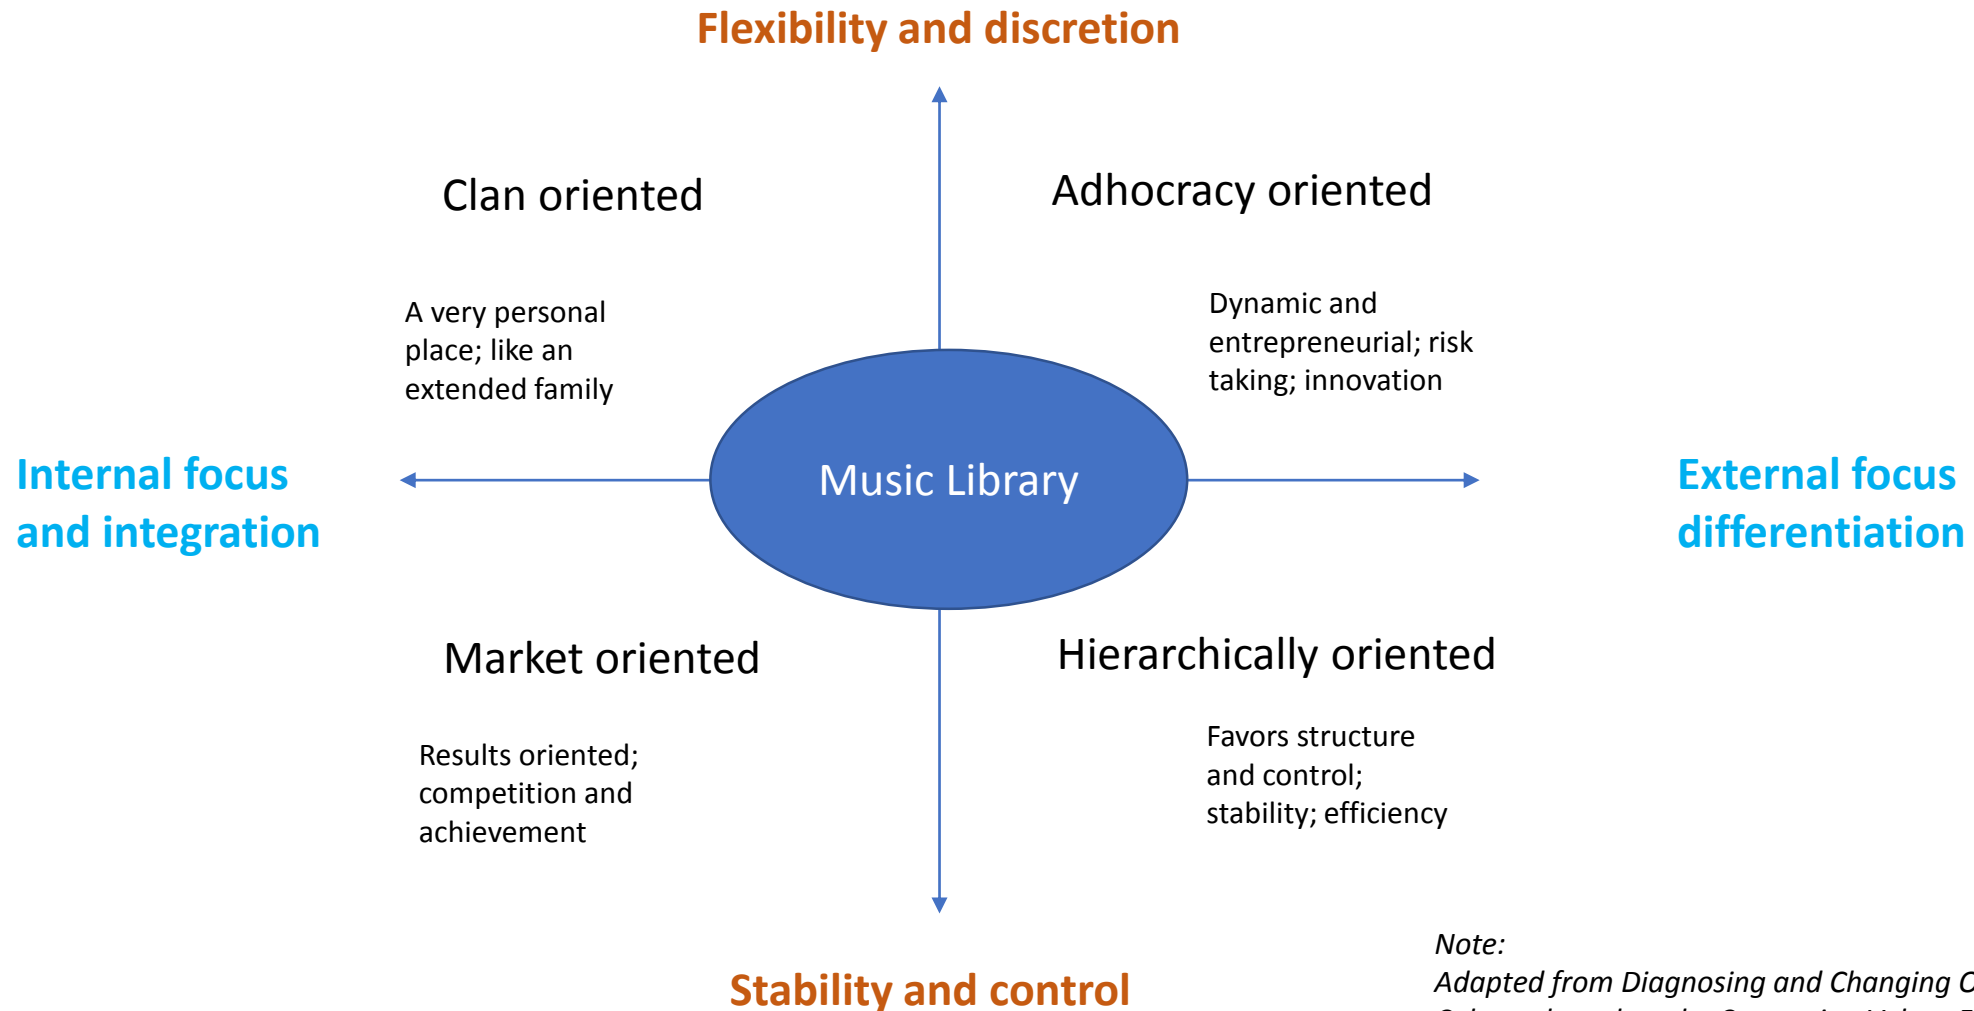 Flexibility and discretion
Clan oriented
Adhocracy oriented
A very personal
place; like an
extended family
Dynamic and
entrepreneurial; risk
taking; innovation
Internal focus
and integration
Music Library
External focus
differentiation
Market oriented
Hierarchically oriented
Results oriented;
competition and
achievement
Favors structure
and control;
stability; efficiency
Stability and control
Note:
Adapted from Diagnosing and Changing